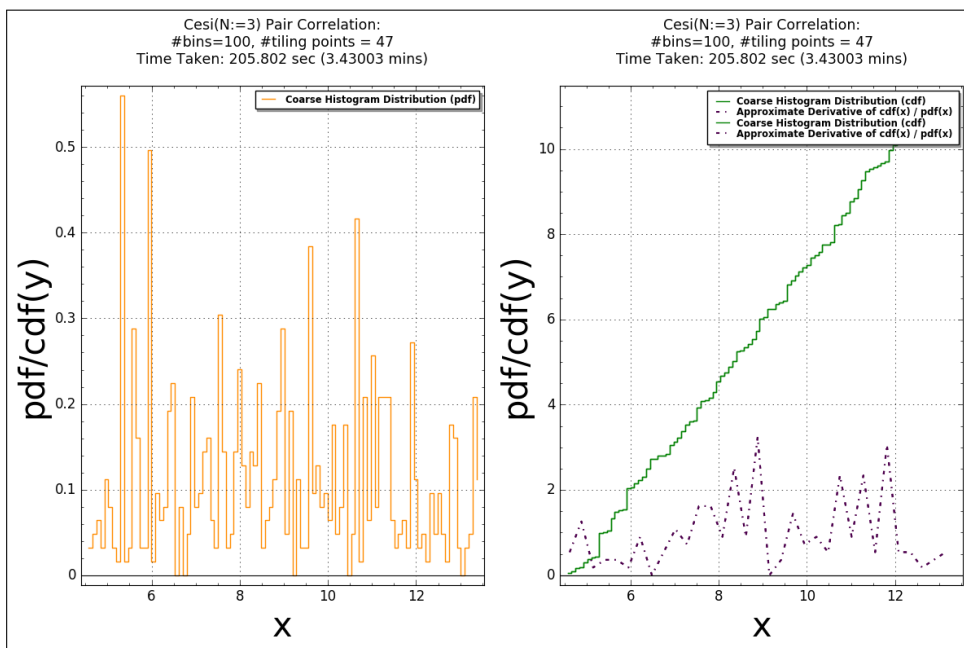 Cesi(N:=3) Pair Correlation:
#bins=100, #tiling points = 47
Time Taken: 205.802 sec (3.43003 mins)
Coarse Histogram Distribution (pdf)
0.5
0.4
0.3
0.2
0.1
0
6
8
10
12
pdf/cdf(y)
x
Cesi(N:=3) Pair Correlation:
#bins=100, #tiling points = 47
Time Taken: 205.802 sec (3.43003 mins)
Coarse Histogram Distribution (cdf)
Approximate Derivative of cdf(x) / pdf(x)
Coarse Histogram Distribution (cdf)
Approximate Derivative of cdf(x) / pdf(x)
10
8
6
4
2
0
6
8
10
12
pdf/cdf(y)
x